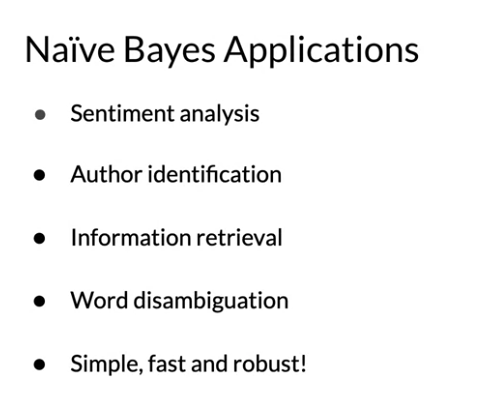 Naïve Bayes Applications
● Sentiment analysis
● Author identification
● Information retrieval
● Word disambiguation
● Simple, fast and robust!